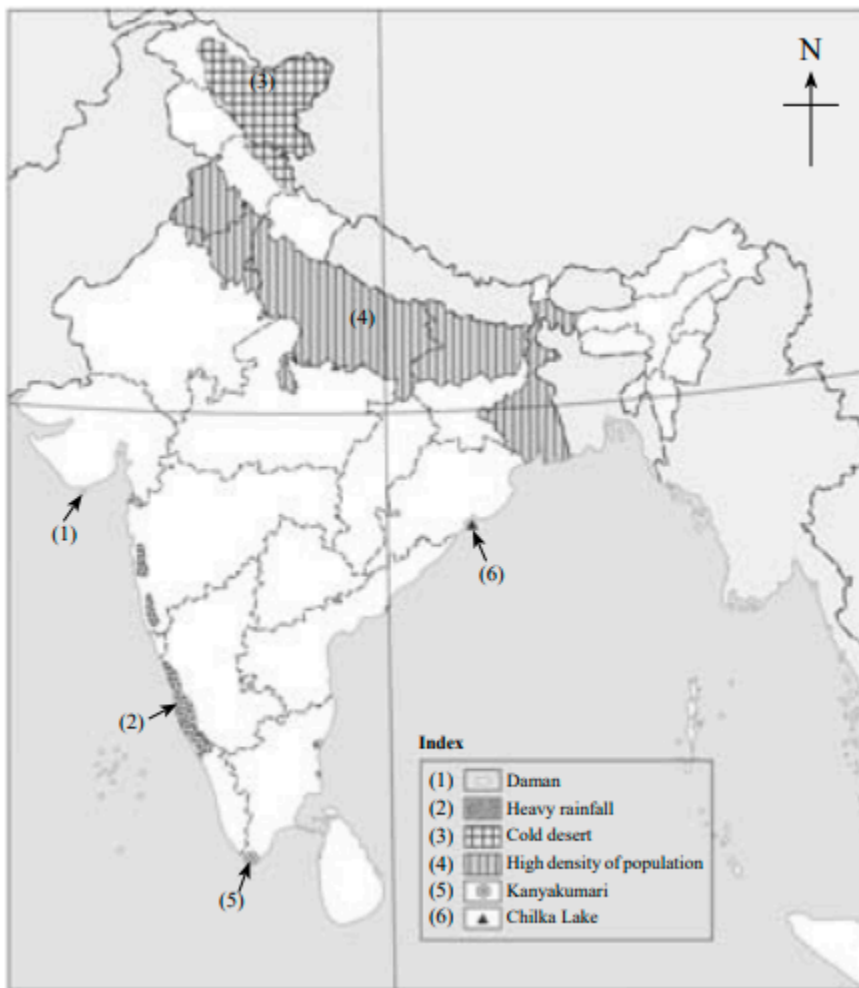 N
(3)
(4)
(1)
(6)
(2)
(5)
Index
(1) Daman
(2) Heavy rainfall
(3) Cold desert
(4) High density of population
(5) Kanyakumari
(6) Chilka Lake